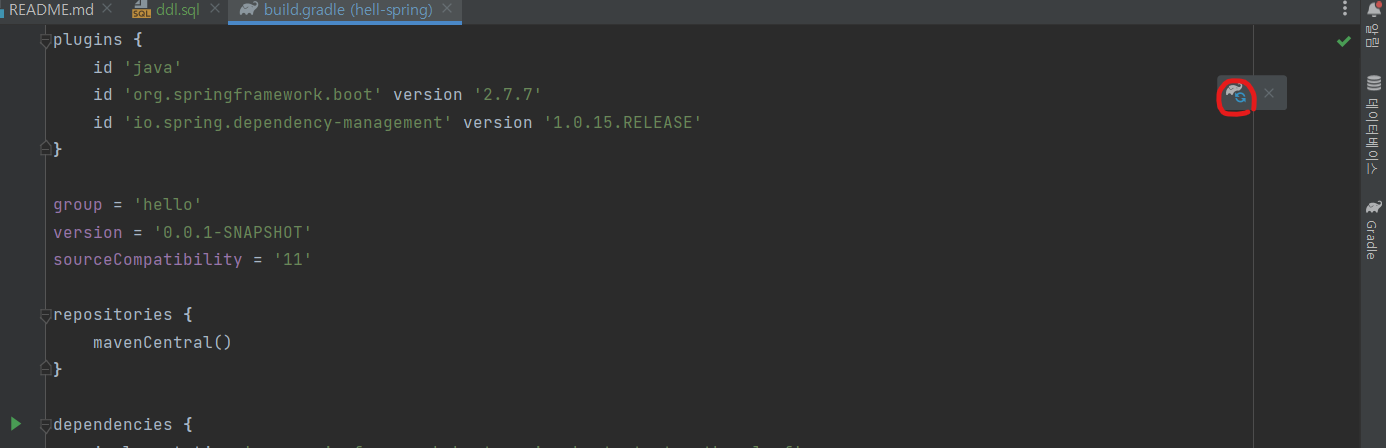 README.md ddl.sql build.gradle (hell-spring)
plugins {
id 'java'
id 'org.springframework.boot' version '2.7.7'
id 'io.spring.dependency-management' version '1.0.15.RELEASE'
}
group = 'hello'
version = '0.0.1-SNAPSHOT'
sourceCompatibility = '11'
repositories {
mavenCentral()
}
dependencies {
알림
데이터베이스
Gradle